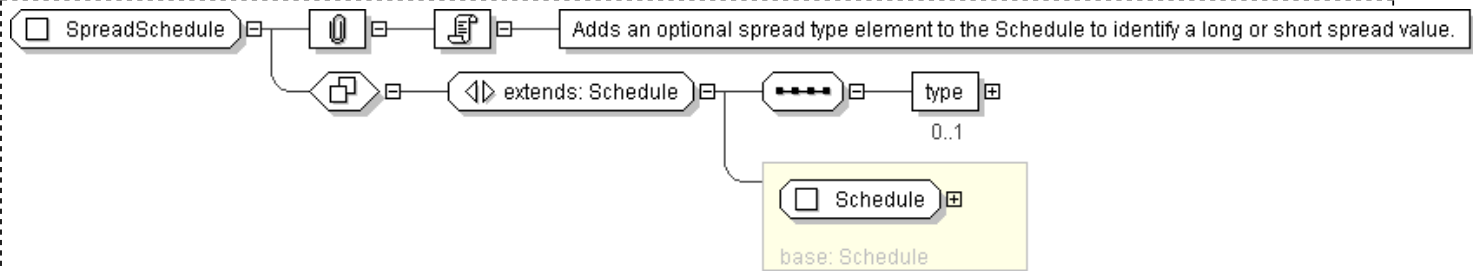 SpreadSchedule
Adds an optional spread type element to the Schedule to identify a long or short spread value.
extends: Schedule
type
0..1
Schedule
base: Schedule